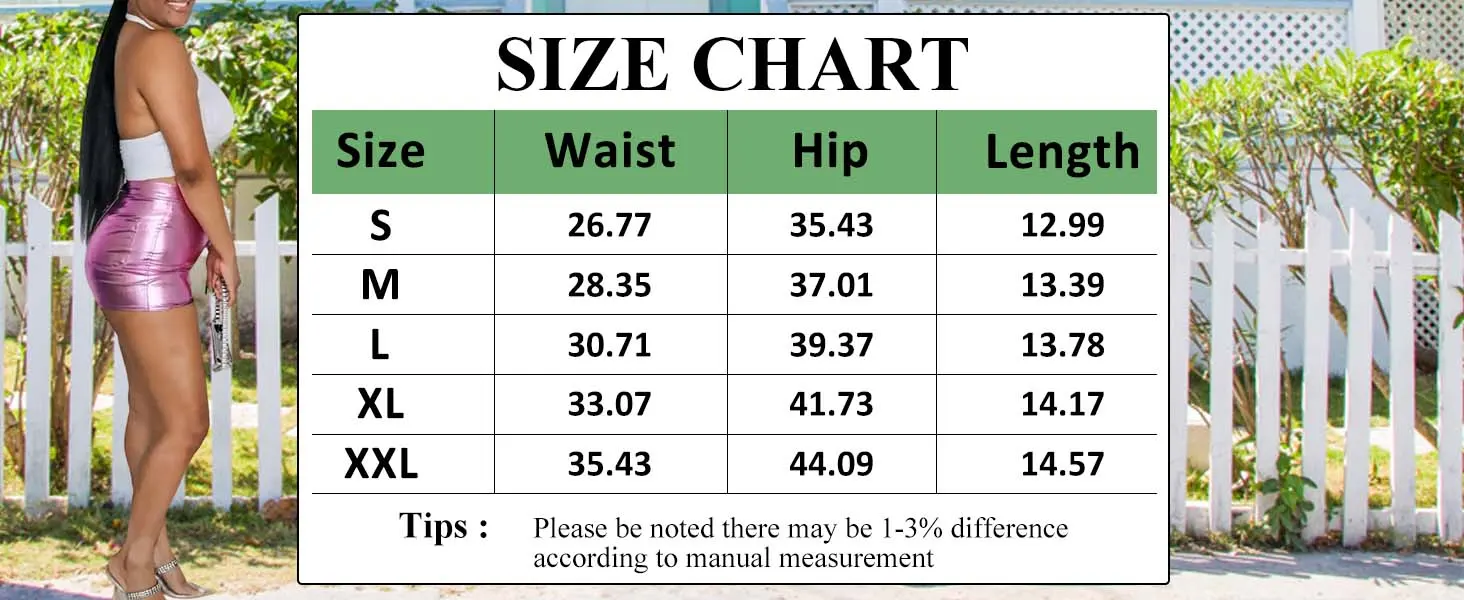 SIZE CHART
Size Waist Hip Length
S 26.77 35.43 12.99
M 28.35 37.01 13.39
L 30.71 39.37 13.78
XL 33.07 41.73 14.17
XXL 35.43 44.09 14.57
Tips : Please be noted there may be 1-3% difference
according to manual measurement